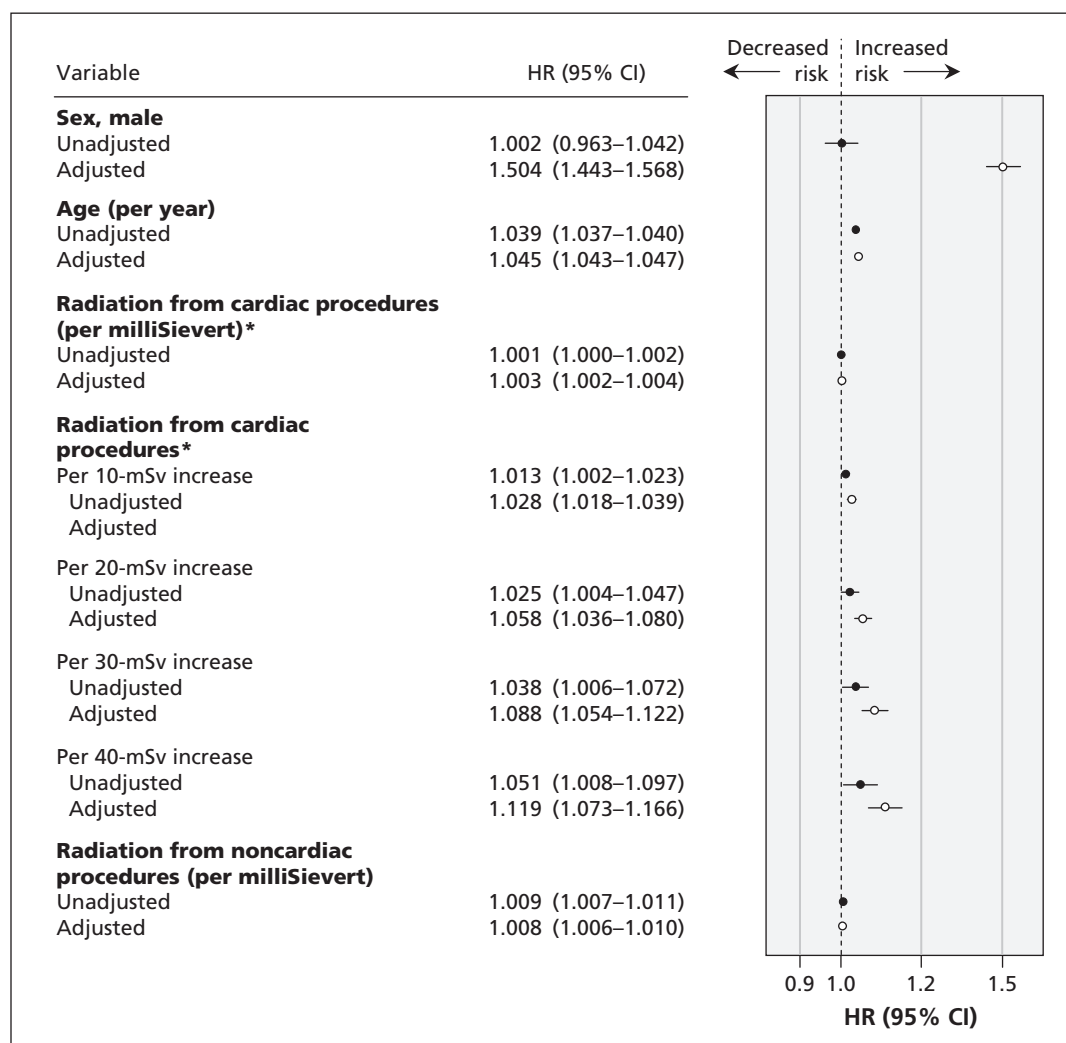 Variable HR (95% CI) Decreased risk Increased risk
Sex, male
Unadjusted 1.002 (0.963–1.042)
Adjusted 1.504 (1.443–1.568)
Age (per year)
Unadjusted 1.039 (1.037–1.040)
Adjusted 1.045 (1.043–1.047)
Radiation from cardiac procedures
(per milliSievert)*
Unadjusted 1.001 (1.000–1.002)
Adjusted 1.003 (1.002–1.004)
Radiation from cardiac
procedures*
Per 10-mSv increase 1.013 (1.002–1.023)
Unadjusted 1.028 (1.018–1.039)
Adjusted
Per 20-mSv increase
Unadjusted 1.025 (1.004–1.047)
Adjusted 1.058 (1.036–1.080)
Per 30-mSv increase
Unadjusted 1.038 (1.006–1.072)
Adjusted 1.088 (1.054–1.122)
Per 40-mSv increase
Unadjusted 1.051 (1.008–1.097)
Adjusted 1.119 (1.073–1.166)
Radiation from noncardiac
procedures (per milliSievert)
Unadjusted 1.009 (1.007–1.011)
Adjusted 1.008 (1.006–1.010)
0.9 1.0 1.2 1.5
HR (95% CI)